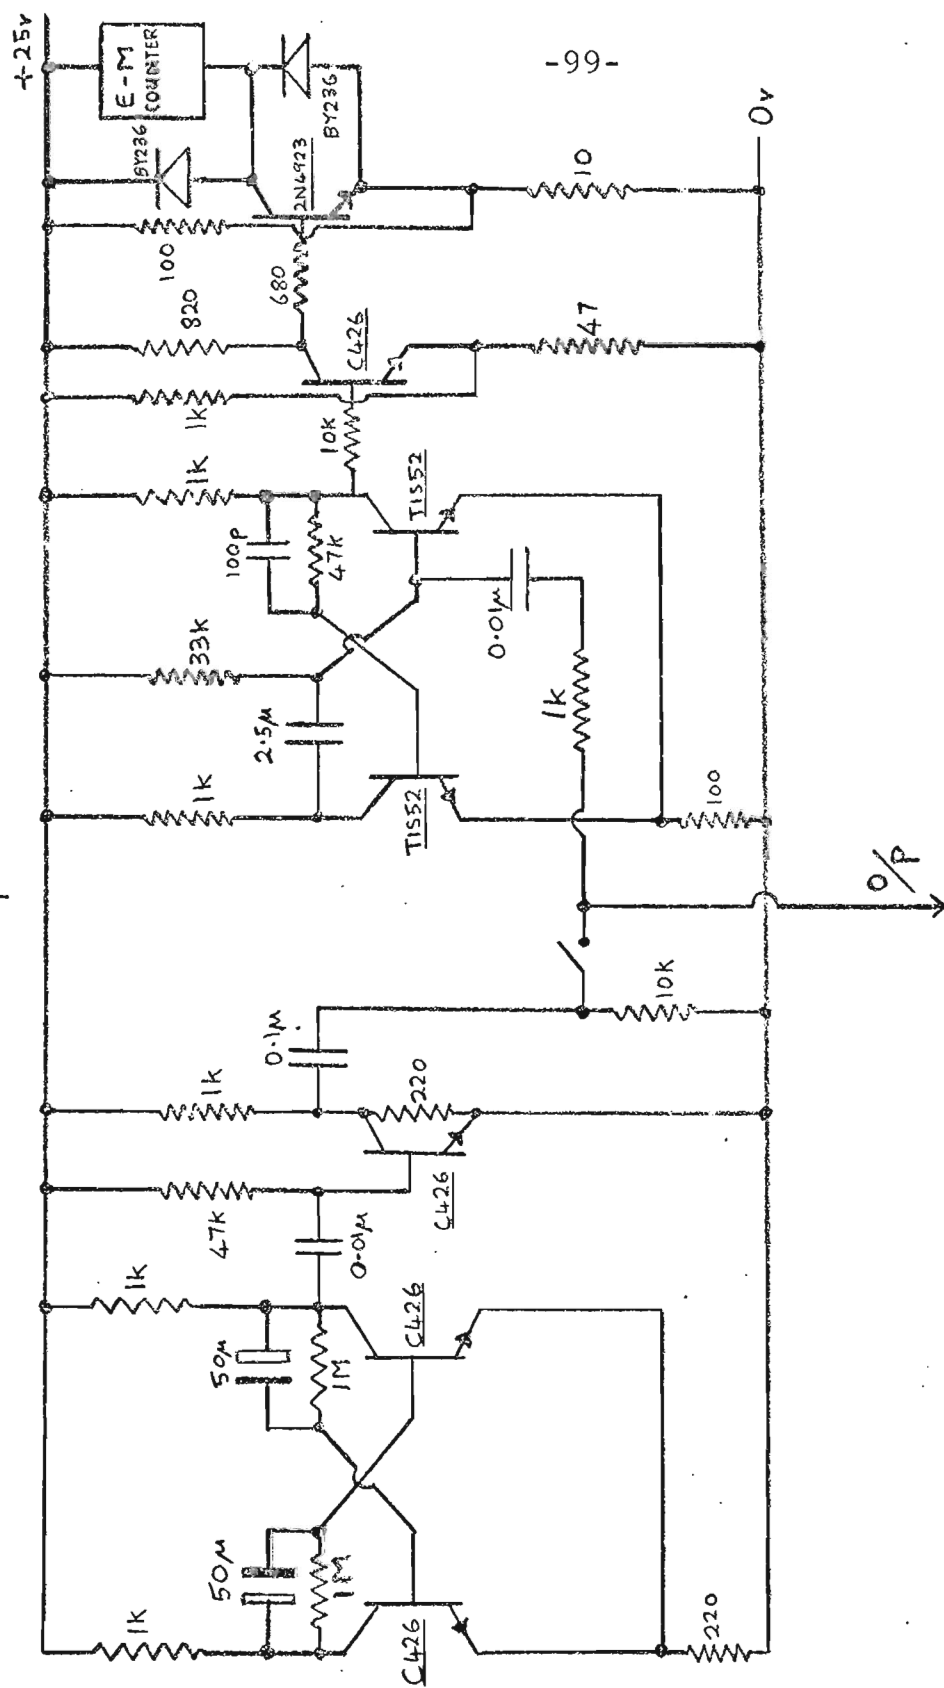 -99-
+25v
1k
50μ
1M
C426
50μ
1M
C426
220
1k
47k
0.01μ
C426
1k
220
0.1μ
10k
O/P
1k
TIS52
2.5μ
33k
100p
47k
0.01μ
1k
100
1k
TIS52
10k
1k
820
C426
47
680
100
2N4923
BY236
E-M
COUNTER
BY236
10
0v